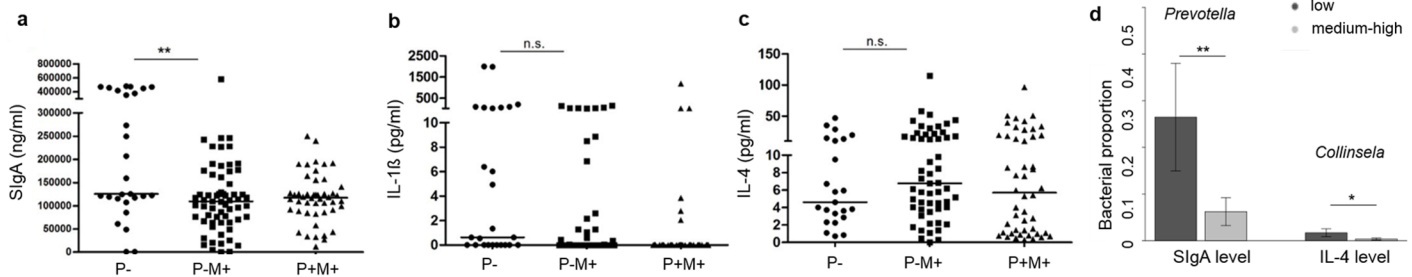 a
**
SIgA (ng/ml)
800000
600000
400000
300000
250000
200000
150000
100000
50000
0
P-
P-M+
P+M+
b
n.s.
IL-1ß (pg/ml)
2500
1500
500
10
8
6
4
2
0
P-
P-M+
P+M+
c
n.s.
IL-4 (pg/ml)
150
100
50
10
8
6
4
2
0
P-
P-M+
P+M+
d
low
medium-high
Prevotella
**
Collinsela
*
Bacterial proportion
0.5
0.3
0.2
0.1
0
SIgA level
IL-4 level